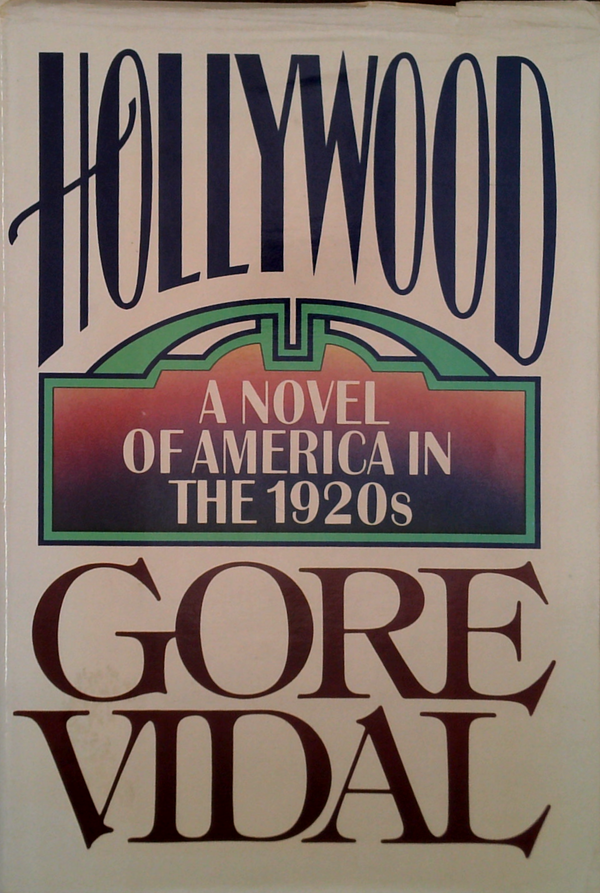 HOLLYWOOD
A NOVEL
OF AMERICA IN
THE 1920s
GORE
VIDAL